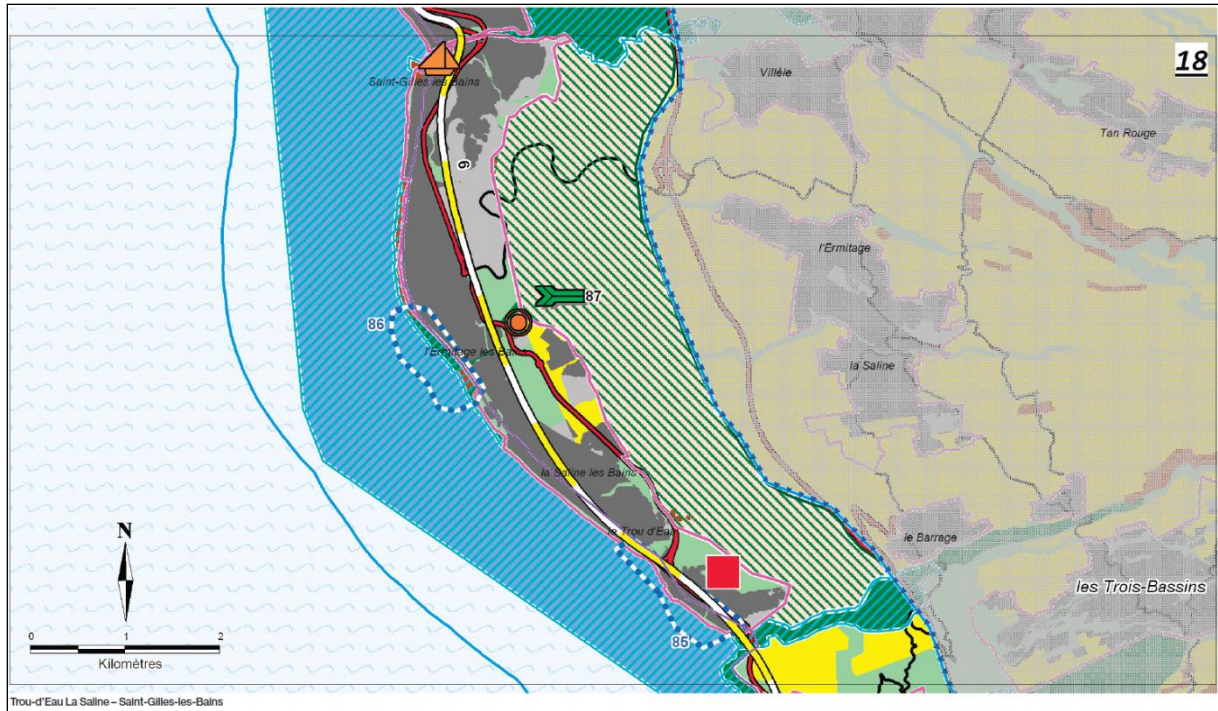 18
Villèle
Saint-Gilles les Bains
Tan Rouge
6
l'Ermitage
87
86
l'Ermitage les Bains
la Saline
la Saline les Bains
le Trou d'Eau
le Barrage
N
les Trois-Bassins
85
0 1 2
Kilomètres
Trou-d'Eau La Saline – Saint-Gilles-les-Bains